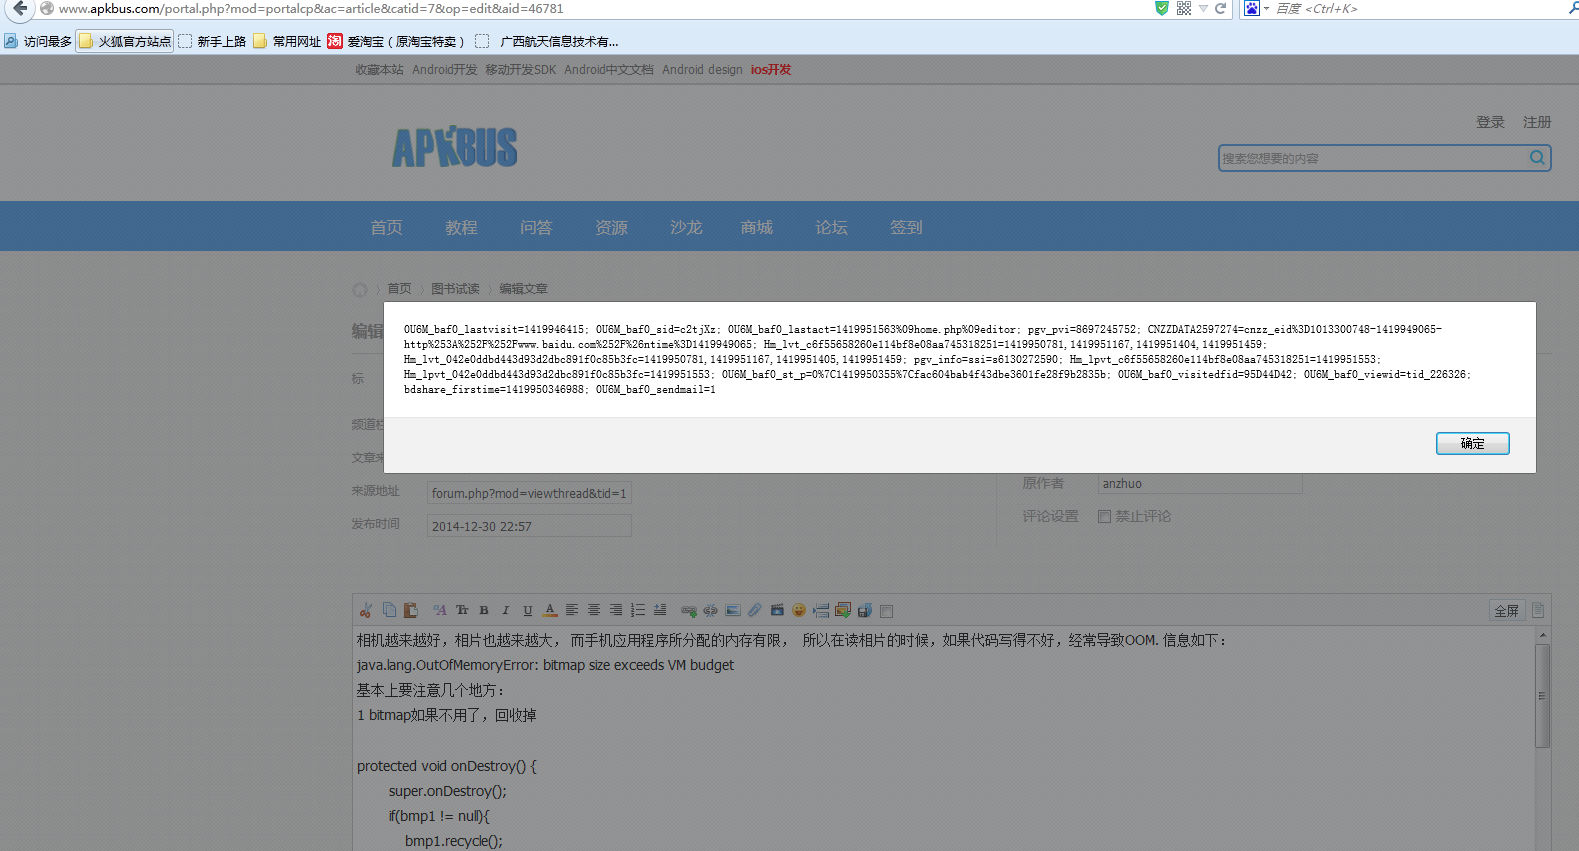 www.apkbus.com/portal.php?mod=portalcp&ac=article&catid=7&op=edit&aid=46781
百度 <Ctrl+K>
访问最多 火狐官方站点 新手上路 常用网址 淘 爱淘宝（原淘宝特卖） 广西航天信息技术有...
收藏本站 Android开发 移动开发SDK Android中文文档 Android design ios开发
登录 注册
APKBUS
搜索您想要的内容
首页 教程 问答 资源 沙龙 商城 论坛 签到
首页 图书试读 编辑文章
编辑
0U6M_baf0_lastvisit=1419946415; 0U6M_baf0_sid=c2tjXz; 0U6M_baf0_lastact=1419951563%09home.php%09editor; pgv_pvi=8697245752; CNZZDATA2597274=cnzz_eid%3D1013300748-1419949065-
http%253A%252F%252Fwww.baidu.com%252F%26ntime%3D1419949065; Hm_lvt_c6f55658260e114bf8e08aa745318251=1419950781,1419951167,1419951404,1419951459;
Hm_lvt_042e0ddbd443d93d2dbc891f0c85b3fc=1419950781,1419951167,1419951405,1419951459; pgv_info=ssi=s6130272590; Hm_lpvt_c6f55658260e114bf8e08aa745318251=1419951553;
Hm_lpvt_042e0ddbd443d93d2dbc891f0c85b3fc=1419951553; 0U6M_baf0_st_p=0%7C1419950355%7Cfac604bab4f43dbe3601fe28f9b2835b; 0U6M_baf0_visitedfid=95D44D42; 0U6M_baf0_viewid=tid_226326;
bdshare_firstime=1419950346988; 0U6M_baf0_sendmail=1
确定
标
频道栏
文章来
来源地址 forum.php?mod=viewthread&tid=1
原作者 anzhuo
发布时间 2014-12-30 22:57
评论设置 禁止评论
全屏
相机越来越好，相片也越来越大， 而手机应用程序所分配的内存有限， 所以在读相片的时候，如果代码写得不好，经常导致OOM. 信息如下：
java.lang.OutOfMemoryError: bitmap size exceeds VM budget
基本上要注意几个地方：
1 bitmap如果不用了，回收掉
protected void onDestroy() {
super.onDestroy();
if(bmp1 != null){
bmp1.recycle();